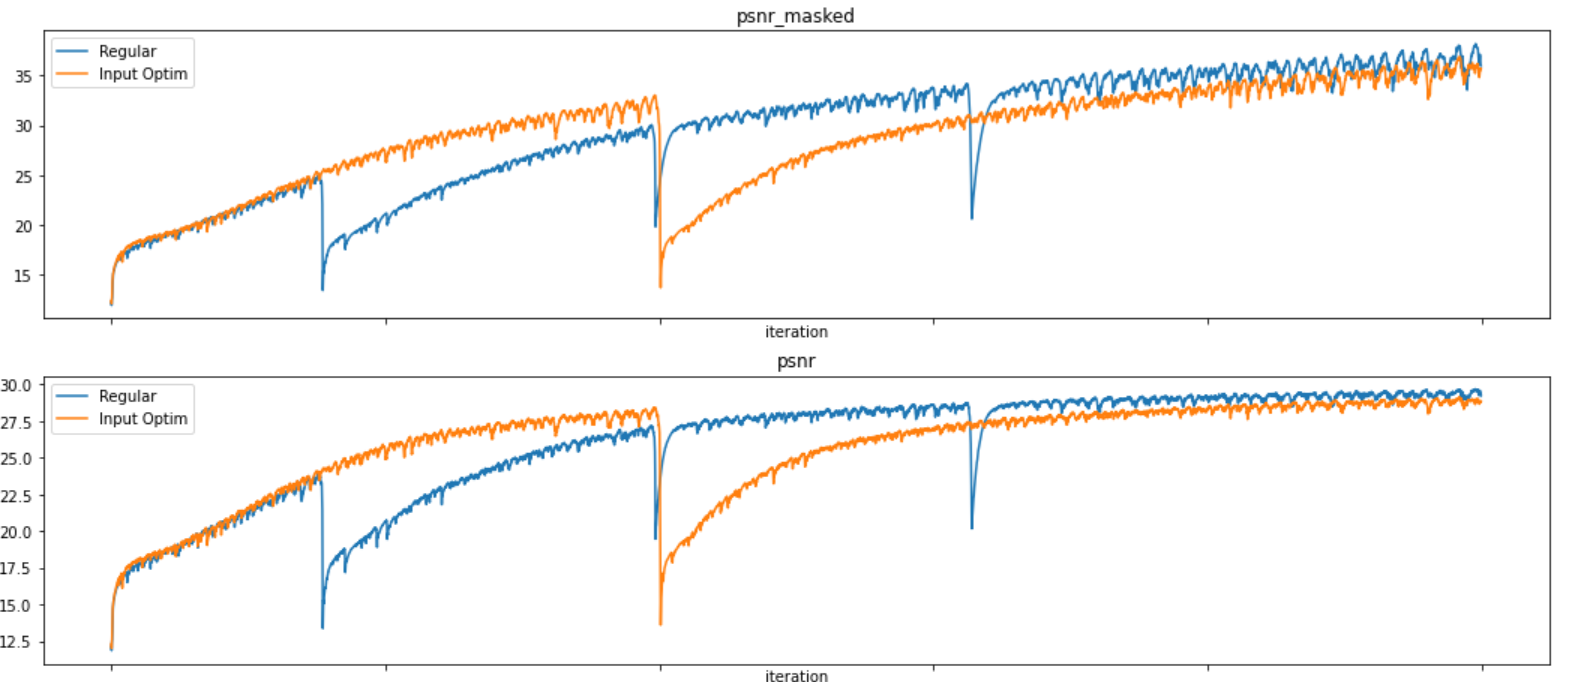 psnr_masked
Regular
Input Optim
35
30
25
20
15
iteration
psnr
30.0
Regular
Input Optim
27.5
25.0
22.5
20.0
17.5
15.0
12.5
iteration